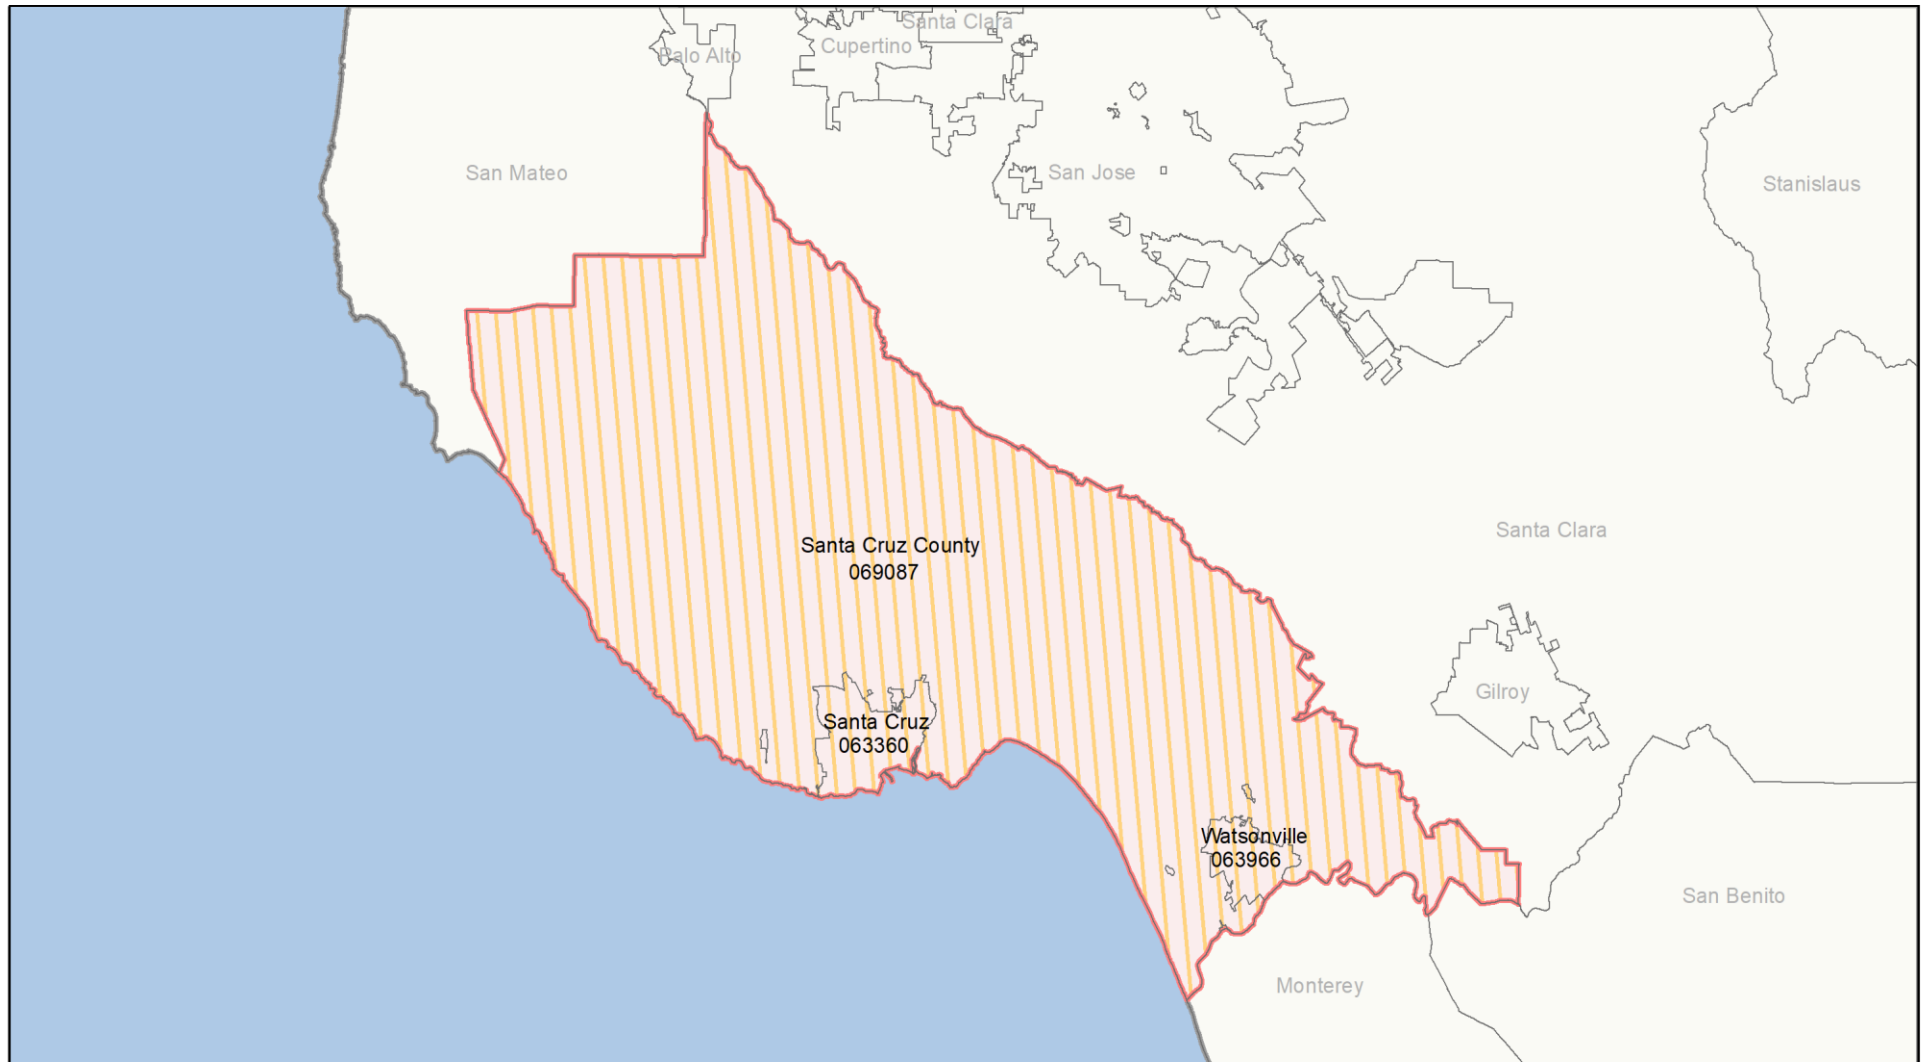 Santa Clara
Cupertino
Palo Alto
San Mateo
San Jose
Stanislaus
Santa Clara
Santa Cruz County
069087
Gilroy
Santa Cruz
063360
Watsonville
063966
San Benito
Monterey